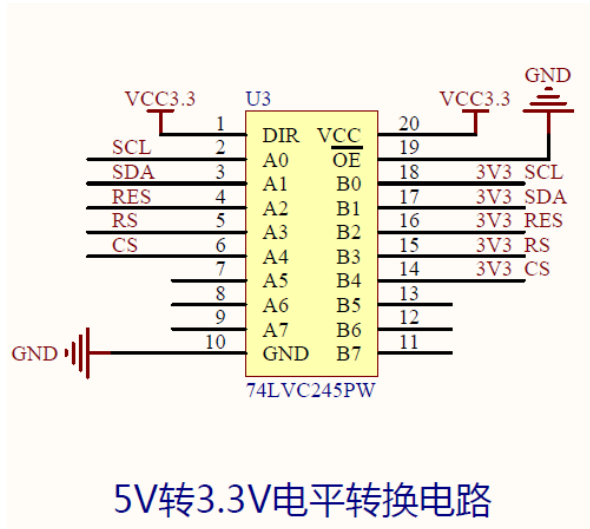 GND
VCC3.3 U3 VCC3.3
1 DIR VCC 20
SCL 2 A0 OE 19
SDA 3 A1 B0 18 3V3 SCL
RES 4 A2 B1 17 3V3 SDA
RS 5 A3 B2 16 3V3 RES
CS 6 A4 B3 15 3V3 RS
7 A5 B4 14 3V3 CS
8 A6 B5 13
9 A7 B6 12
GND 10 GND B7 11
74LVC245PW
5V转3.3V电平转换电路